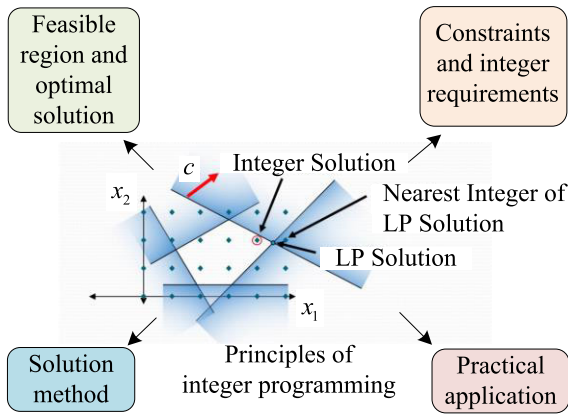 Feasible
region and
optimal
solution
Constraints
and integer
requirements
c
Integer Solution
x2
Nearest Integer of
LP Solution
LP Solution
x1
Solution
method
Principles of
integer programming
Practical
application